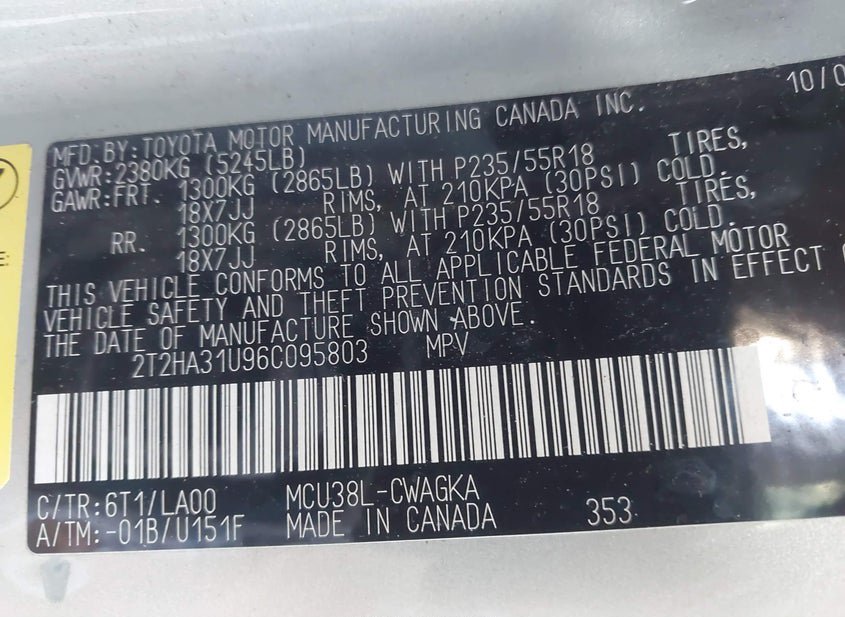 10/0
MFD.BY:TOYOTA MOTOR MANUFACTURING CANADA INC.
GVWR:2380KG (5245LB)
GAWR:FRT. 1300KG (2865LB) WITH P235/55R18 TIRES,
18X7JJ RIMS, AT 210KPA (30PSI) COLD.
RR. 1300KG (2865LB) WITH P235/55R18 TIRES,
18X7JJ RIMS, AT 210KPA (30PSI) COLD.
THIS VEHICLE CONFORMS TO ALL APPLICABLE FEDERAL MOTOR
VEHICLE SAFETY AND THEFT PREVENTION STANDARDS IN EFFECT
THE DATE OF MANUFACTURE SHOWN ABOVE.
2T2HA31U96C095803 MPV
C/TR:6T1/LA00 MCU38L-CWAGKA
A/TM:-01B/U151F MADE IN CANADA 353
E: